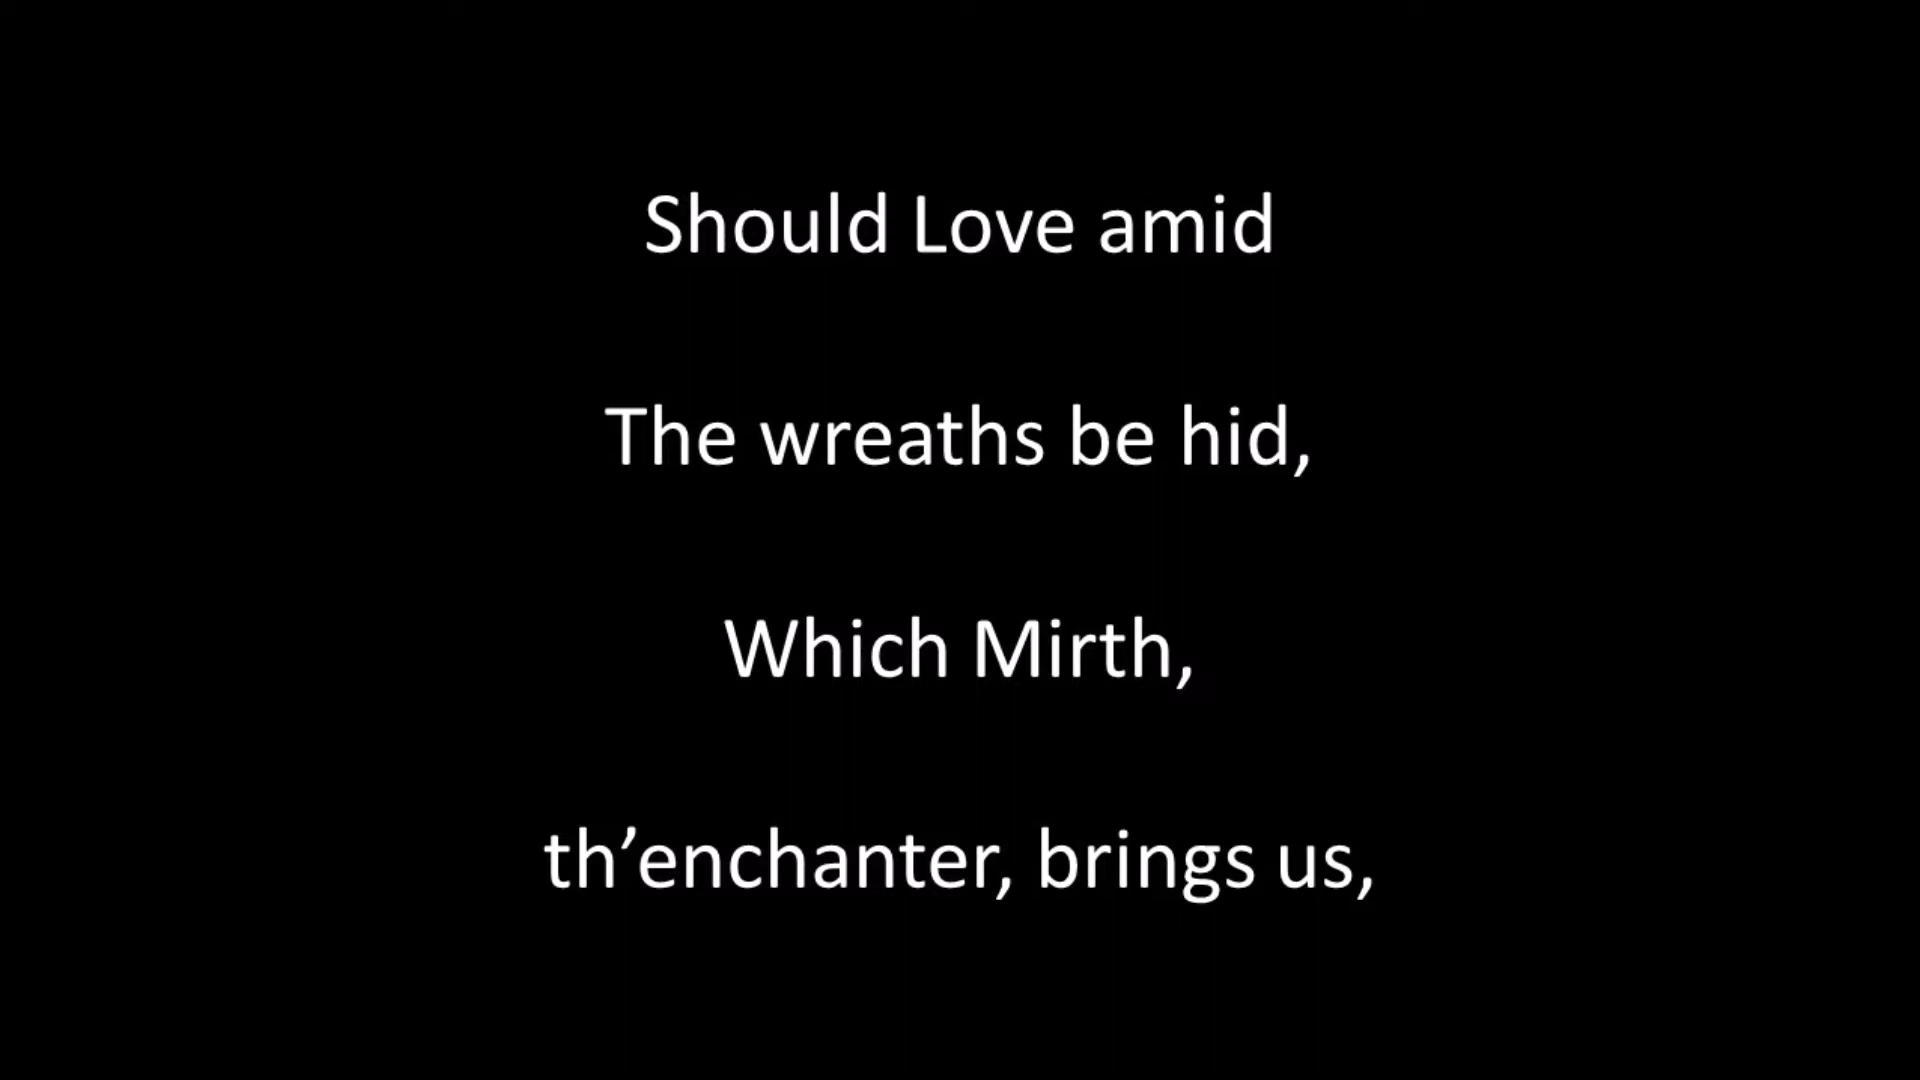 Should Love amid
The wreaths be hid,
Which Mirth,
th’enchanter, brings us,